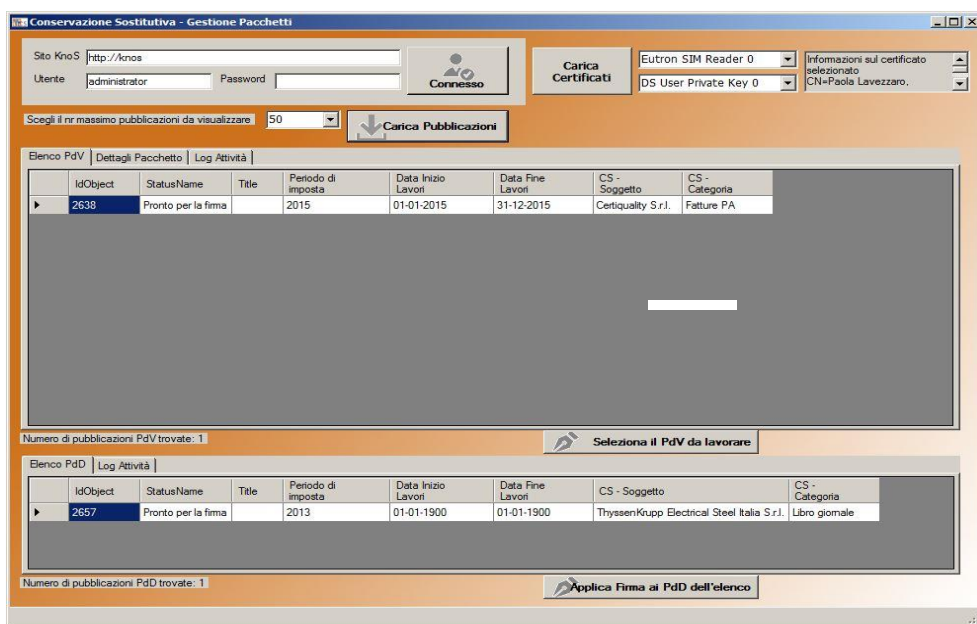 Conservazione Sostitutiva - Gestione Pacchetti
Sito KnoS http://knos
Utente administrator Password
Connesso
Carica Certificati
Eutron SIM Reader 0
DS User Private Key 0
Informazioni sul certificato
selezionato
CN=Paola Lavezzaro,
Scegli il nr massimo pubblicazioni da visualizzare 50
Carica Pubblicazioni
Elenco PdV Dettagli Pacchetto Log Attività
IdObject StatusName Title Periodo di imposta Data Inizio Lavori Data Fine Lavori CS - Soggetto CS - Categoria
2638 Pronto per la firma 2015 01-01-2015 31-12-2015 Certiquality S.r.l. Fatture PA
Numero di pubblicazioni PdV trovate: 1
Seleziona il PdV da lavorare
Elenco PdD Log Attività
IdObject StatusName Title Periodo di imposta Data Inizio Lavori Data Fine Lavori CS - Soggetto CS - Categoria
2657 Pronto per la firma 2013 01-01-1900 01-01-1900 ThyssenKrupp Electrical Steel Italia S.r.l. Libro giornale
Numero di pubblicazioni PdD trovate: 1
Applica Firma ai PdD dell'elenco